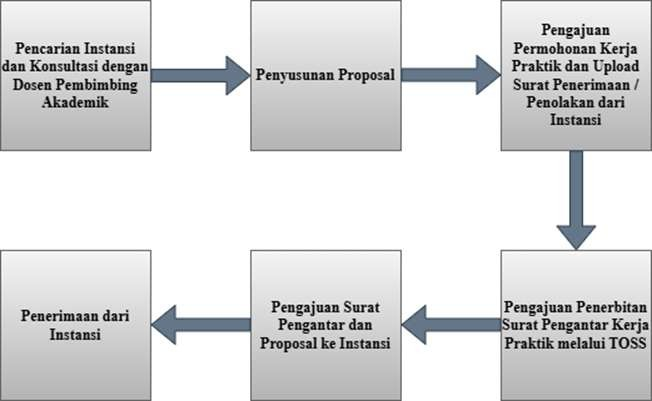 Pencarian Instansi
dan Konsultasi dengan
Dosen Pembimbing
Akademik
Penyusunan Proposal
Pengajuan
Permohonan Kerja
Praktik dan Upload
Surat Penerimaan /
Penolakan dari
Instansi
Pengajuan Penerbitan
Surat Pengantar Kerja
Praktik melalui TOSS
Pengajuan Surat
Pengantar dan
Proposal ke Instansi
Penerimaan dari
Instansi